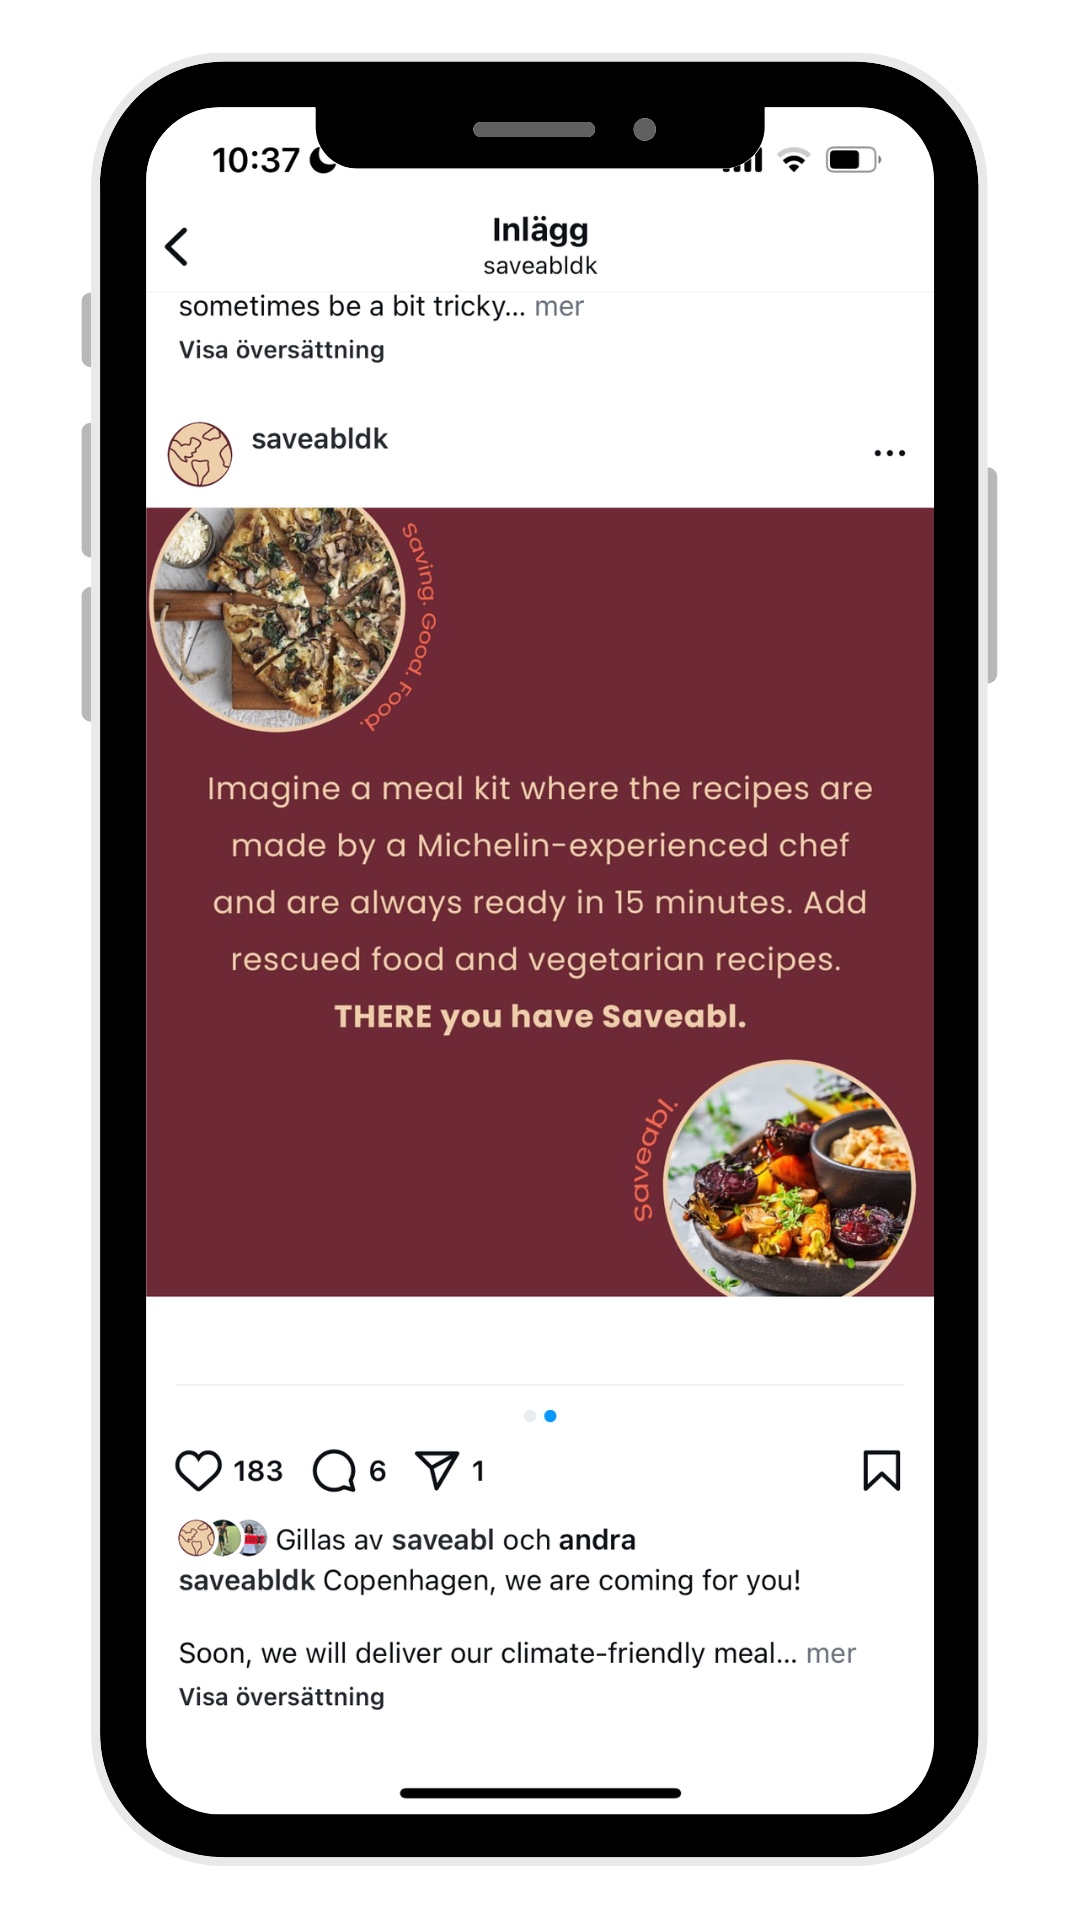 10:37
Inlägg
saveabldk
sometimes be a bit tricky... mer
Visa översättning
saveabldk
saving. Good. Food.
Imagine a meal kit where the recipes are
made by a Michelin-experienced chef
and are always ready in 15 minutes. Add
rescued food and vegetarian recipes.
THERE you have Saveabl.
Saveabl.
183 6 1
Gillas av saveabl och andra
saveabldk Copenhagen, we are coming for you!
Soon, we will deliver our climate-friendly meal... mer
Visa översättning